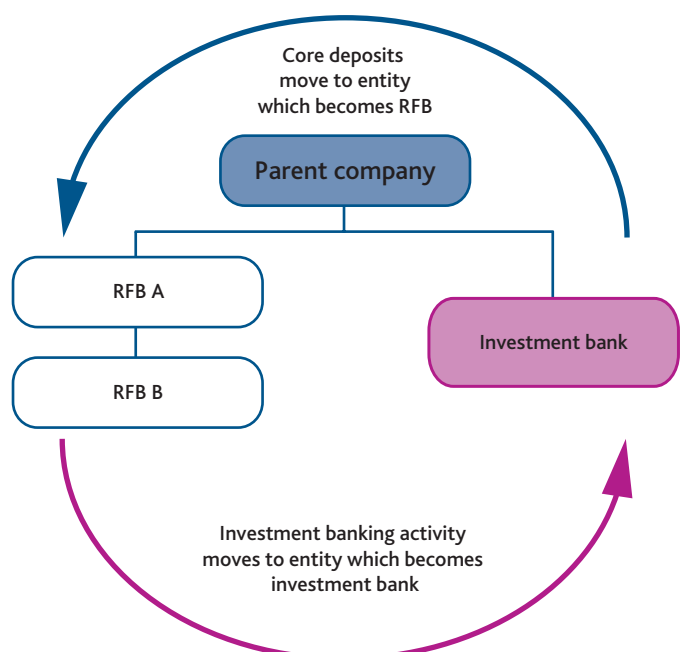 Core deposits
move to entity
which becomes RFB
Parent company
RFB A
Investment bank
RFB B
Investment banking activity
moves to entity which becomes
investment bank